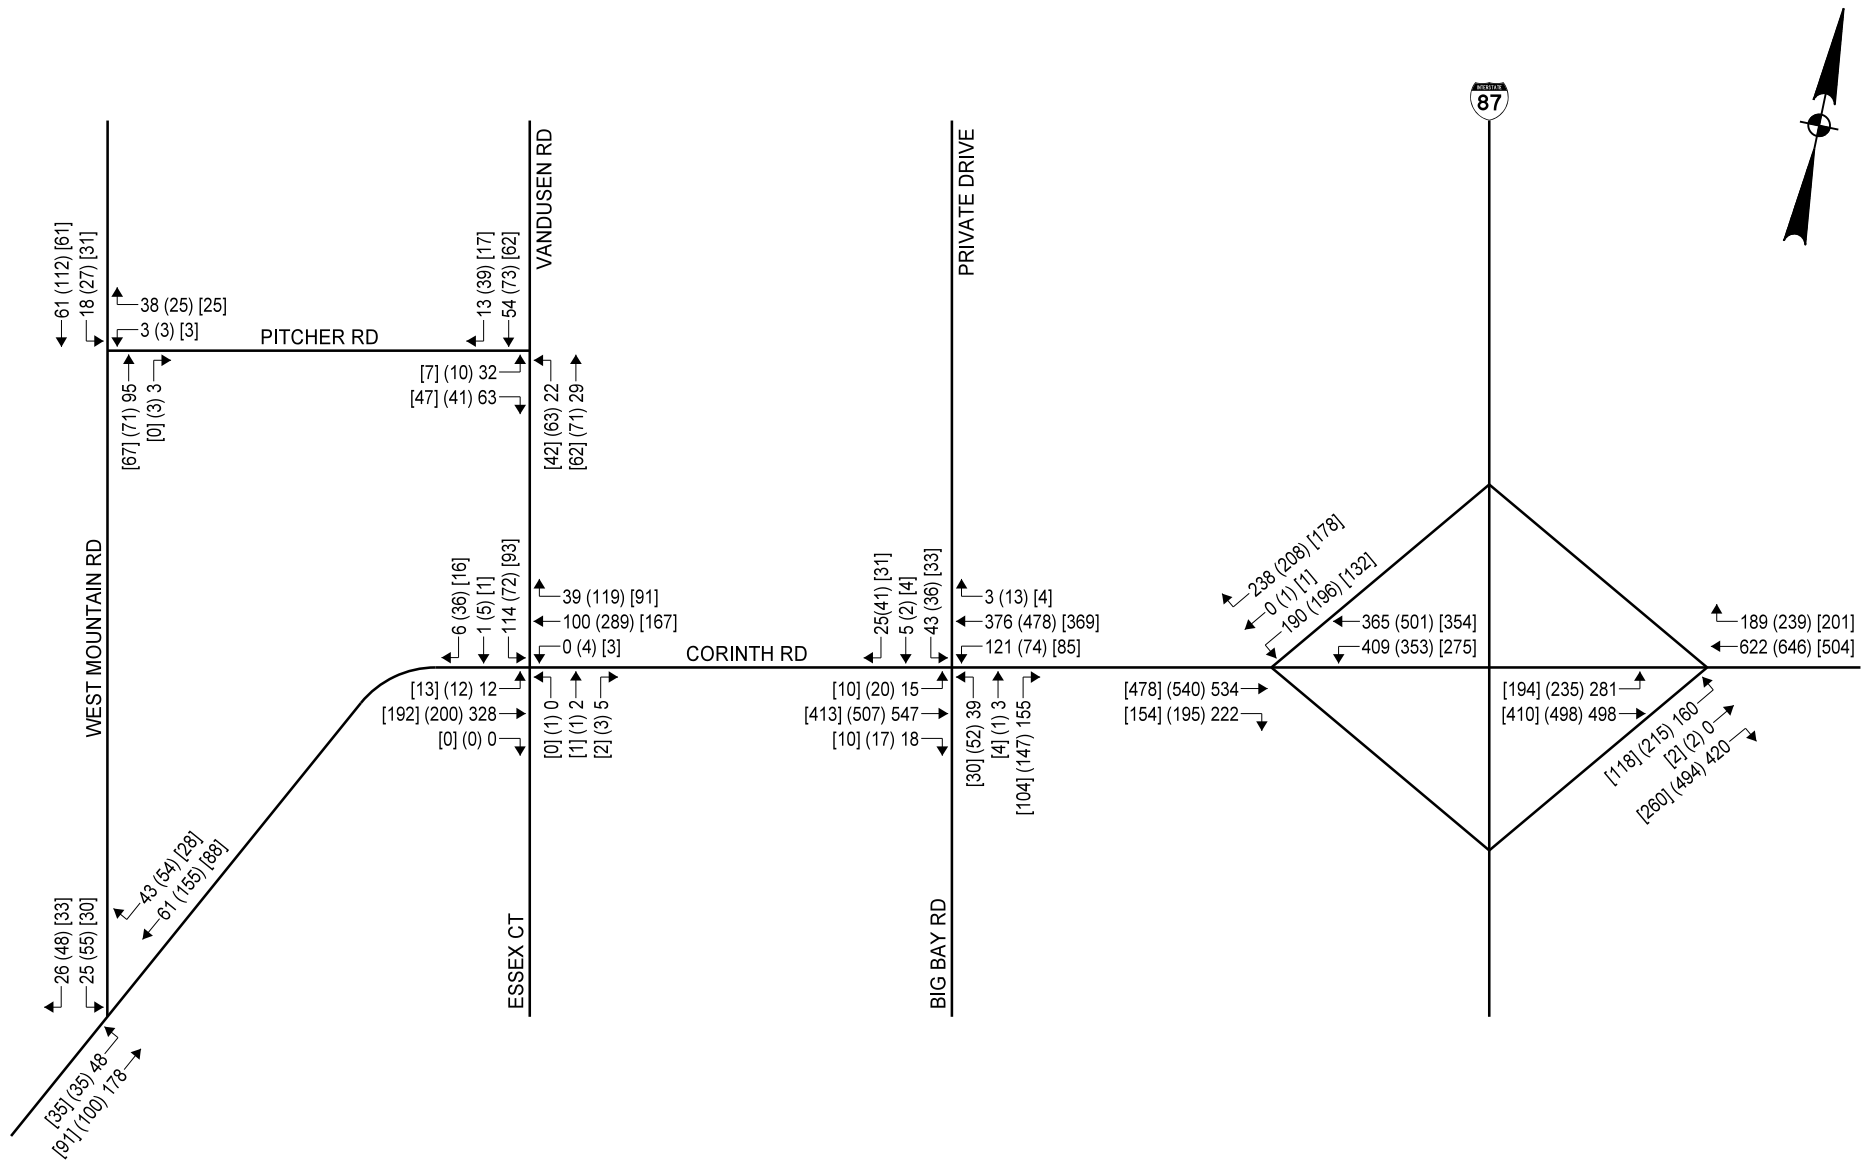 INTERSTATE
87
VANDUSEN RD
PRIVATE DRIVE
61 (112) [61]
18 (27) [31]
38 (25) [25]
3 (3) [3]
PITCHER RD
13 (39) [17]
54 (73) [62]
[67] (71) 95
[0] (3) 3
[7] (10) 32
[47] (41) 63
[42] (63) 22
[62] (71) 29
WEST MOUNTAIN RD
6 (36) [16]
1 (5) [1]
114 (72) [93]
39 (119) [91]
100 (289) [167]
0 (4) [3]
CORINTH RD
25(41) [31]
5 (2) [4]
43 (36) [33]
3 (13) [4]
376 (478) [369]
121 (74) [85]
238 (208) [178]
0 (1) [1]
190 (196) [132]
365 (501) [354]
409 (353) [275]
189 (239) [201]
622 (646) [504]
[13] (12) 12
[192] (200) 328
[0] (0) 0
[0] (1) 0
[1] (1) 2
[2] (3) 5
[10] (20) 15
[413] (507) 547
[10] (17) 18
[30] (52) 39
[4] (1) 3
[104] (147) 155
[478] (540) 534
[154] (195) 222
[194] (235) 281
[410] (498) 498
[118] (215) 160
[2] (2) 0
[260] (494) 420
43 (54) [28]
61 (155) [88]
26 (48) [33]
25 (55) [30]
ESSEX CT
BIG BAY RD
[35] (35) 48
[91] (100) 178